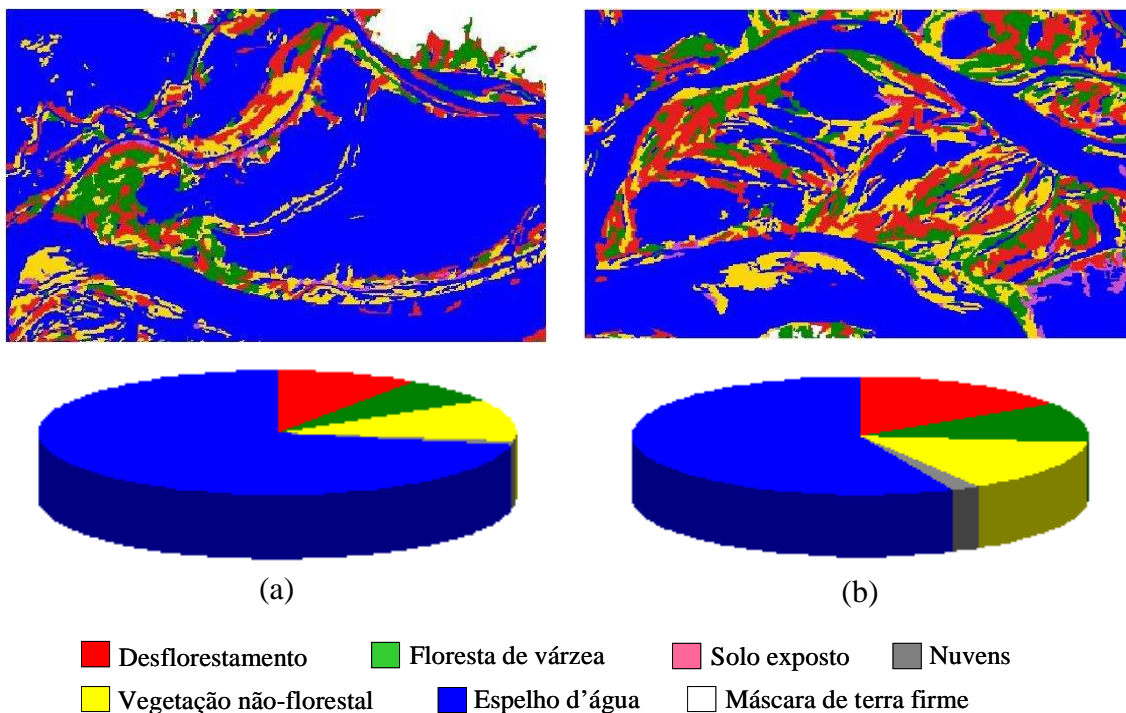 (a)
(b)
Desflorestamento
Floresta de várzea
Solo exposto
Nuvens
Vegetação não-florestal
Espelho d'água
Máscara de terra firme